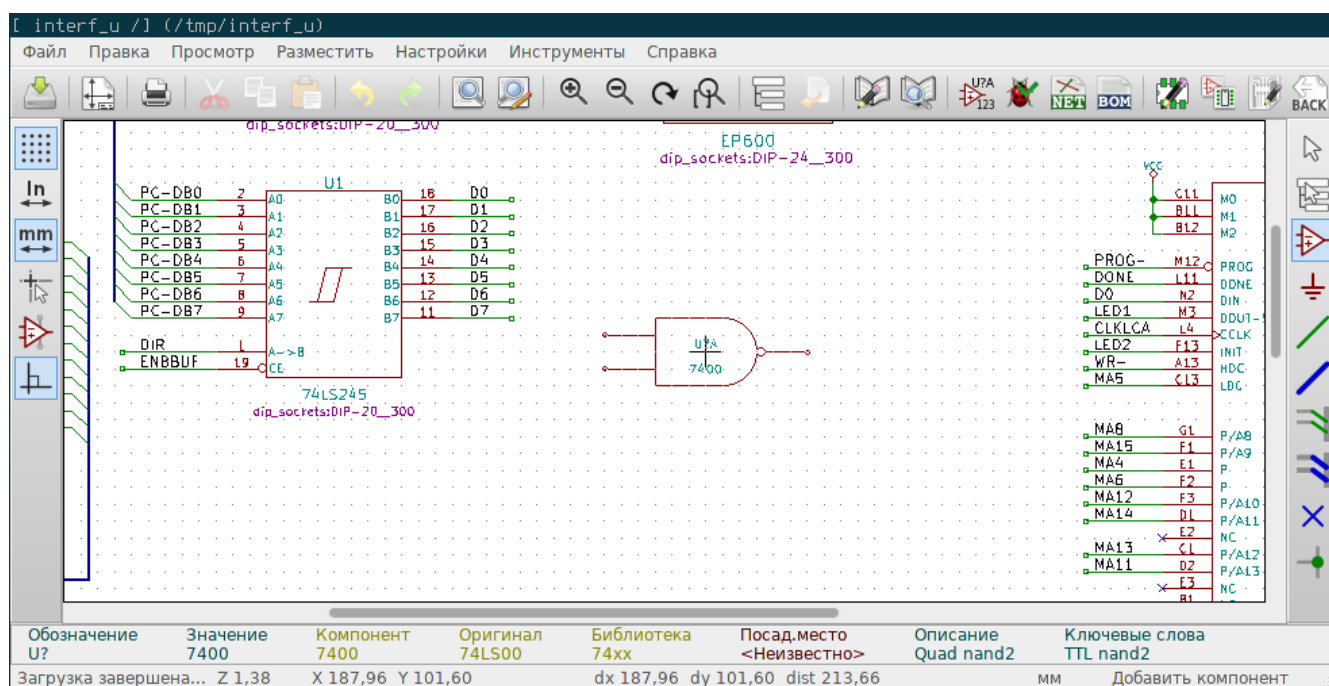 [ interf_u /] (/tmp/interf_u)
Файл Правка Просмотр Разместить Настройки Инструменты Справка
U?A
123
NET
BOM
BACK
In
mm
dip_sockets:DIP-20__300
EP600
dip_sockets:DIP-24__300
U1
PC-DB0 2 A0 B0 18 D0
PC-DB1 3 A1 B1 17 D1
PC-DB2 4 A2 B2 16 D2
PC-DB3 5 A3 B3 15 D3
PC-DB4 6 A4 B4 14 D4
PC-DB5 7 A5 B5 13 D5
PC-DB6 8 A6 B6 12 D6
PC-DB7 9 A7 B7 11 D7
DIR 1 A->B
ENBBUF 19 CE
74LS245
dip_sockets:DIP-20__300
U?A
7400
VCC
C11 M0
B11 M1
B12 M2
PROG- M12 PROG
DONE L11 DONE
D0 N2 DIN
LED1 M3
CLKLCA L4 CCLK
LED2 F13 INIT
WR- A13 HDC
MA5 C13 LDC
MA8 G1 P/A8
MA15 F1 P/A9
MA4 E1 P
MA6 F2 P
MA12 F3 P/A10
MA14 D1 P/A11
E2 NC
MA13 C1 P/A12
MA11 D2 P/A13
E3 NC
B1
Обозначение Значение Компонент Оригинал Библиотека Посад.место Описание Ключевые слова
U? 7400 7400 74LS00 74xx <Неизвестно> Quad nand2 TTL nand2
Загрузка завершена... Z 1,38 X 187,96 Y 101,60 dx 187,96 dy 101,60 dist 213,66 мм Добавить компонент